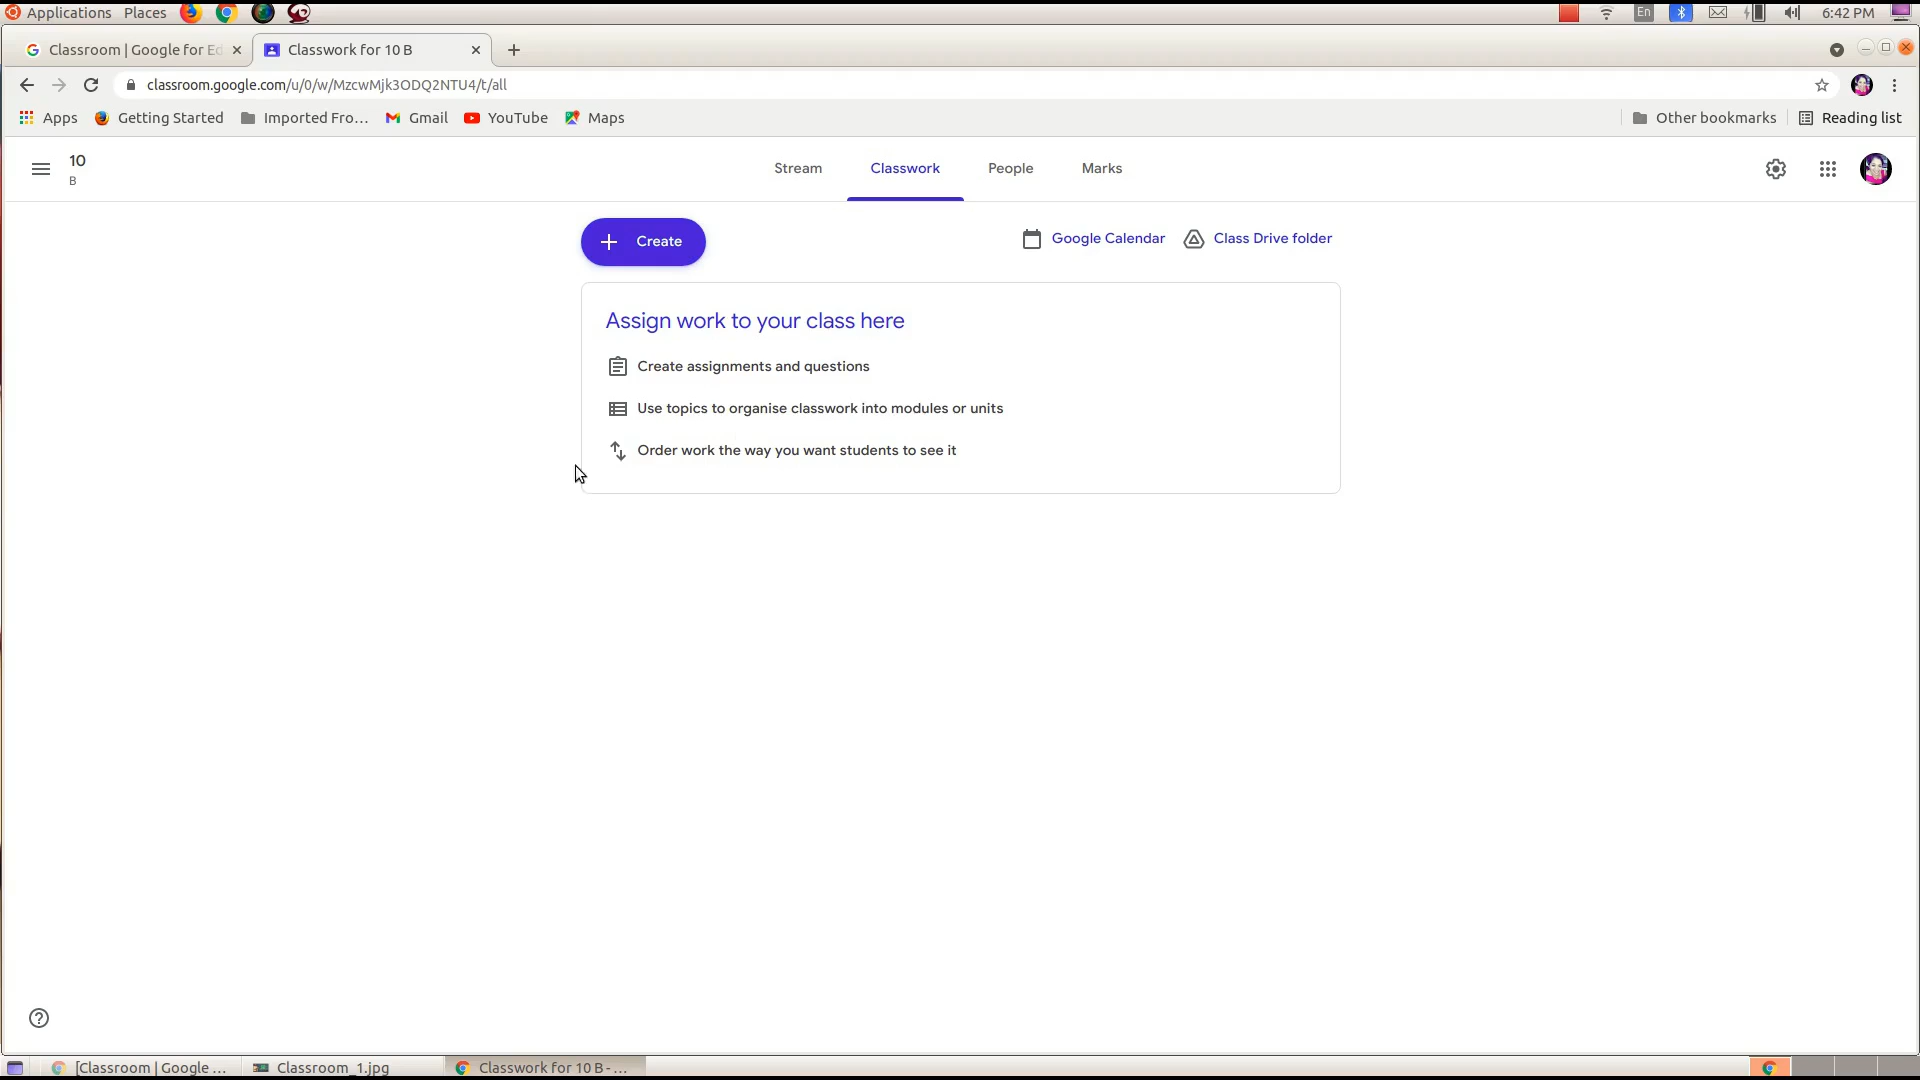 Applications Places En 6:42 PM
Classroom | Google for Ed Classwork for 10 B
classroom.google.com/u/0/w/MzcwMjk3ODQ2NTU4/t/all
Apps Getting Started Imported Fro... Gmail YouTube Maps Other bookmarks Reading list
10
B
Stream Classwork People Marks
Create Google Calendar Class Drive folder
Assign work to your class here
Create assignments and questions
Use topics to organise classwork into modules or units
Order work the way you want students to see it
[Classroom | Google ... Classroom_1.jpg Classwork for 10 B - ...